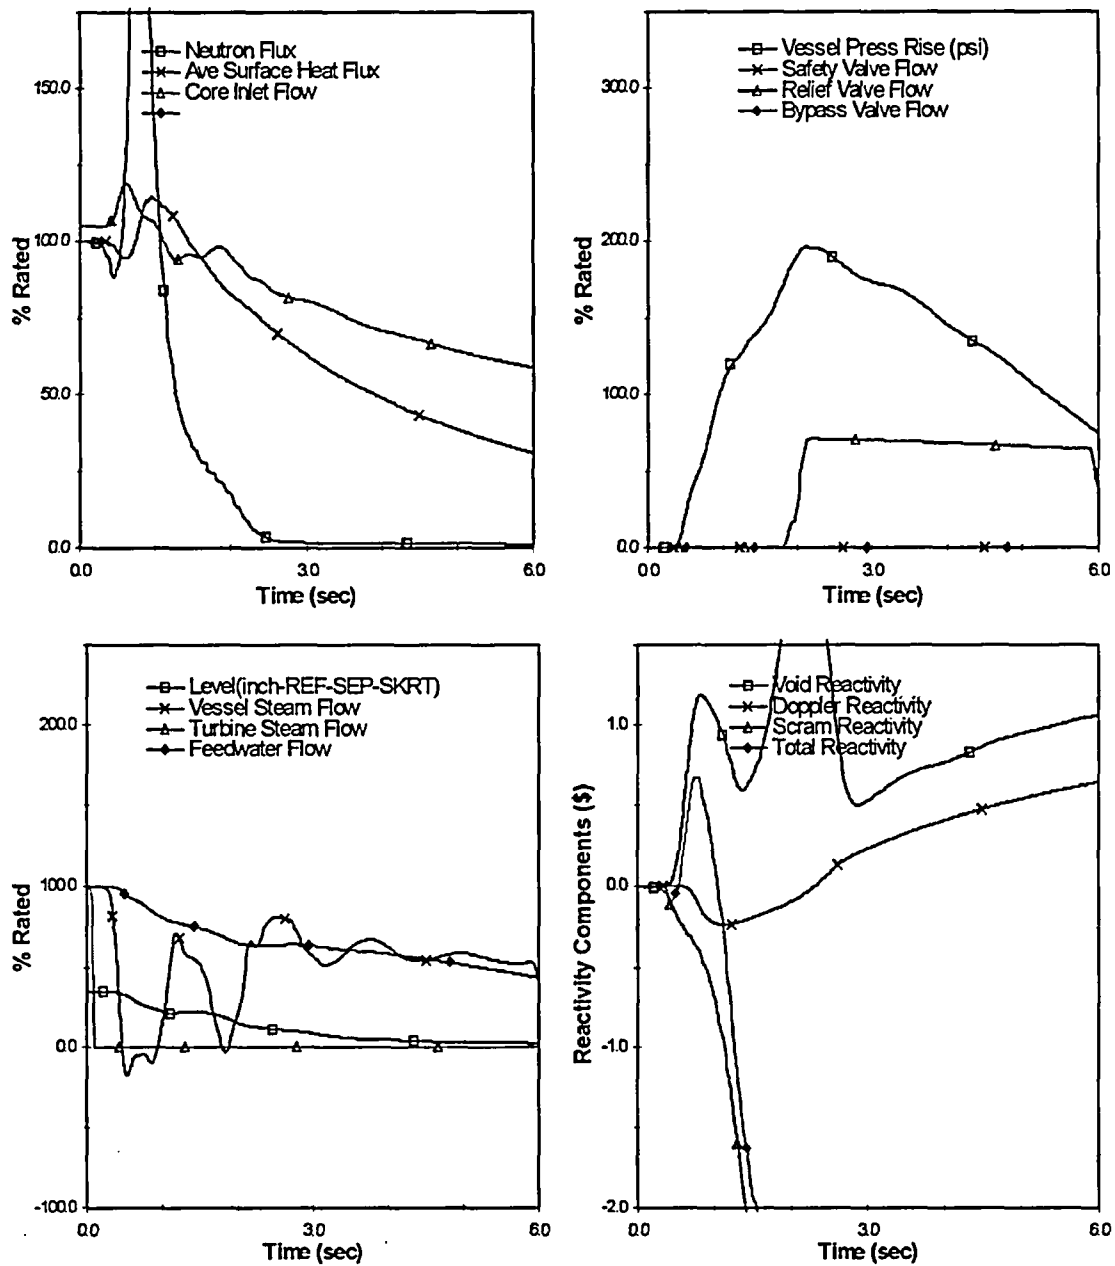 Neutron Flux
Ave Surface Heat Flux
Core Inlet Flow
150.0
100.0
50.0
0.0
% Rated
0.0 3.0 6.0
Time (sec)
Vessel Press Rise (psi)
Safety Valve Flow
Relief Valve Flow
Bypass Valve Flow
300.0
200.0
100.0
0.0
% Rated
0.0 3.0 6.0
Time (sec)
Level(inch-REF-SEP-SKRT)
Vessel Steam Flow
Turbine Steam Flow
Feedwater Flow
200.0
100.0
0.0
-100.0
% Rated
0.0 3.0 6.0
Time (sec)
Void Reactivity
Doppler Reactivity
Scram Reactivity
Total Reactivity
1.0
0.0
-1.0
-2.0
Reactivity Components ($)
0.0 3.0 6.0
Time (sec)